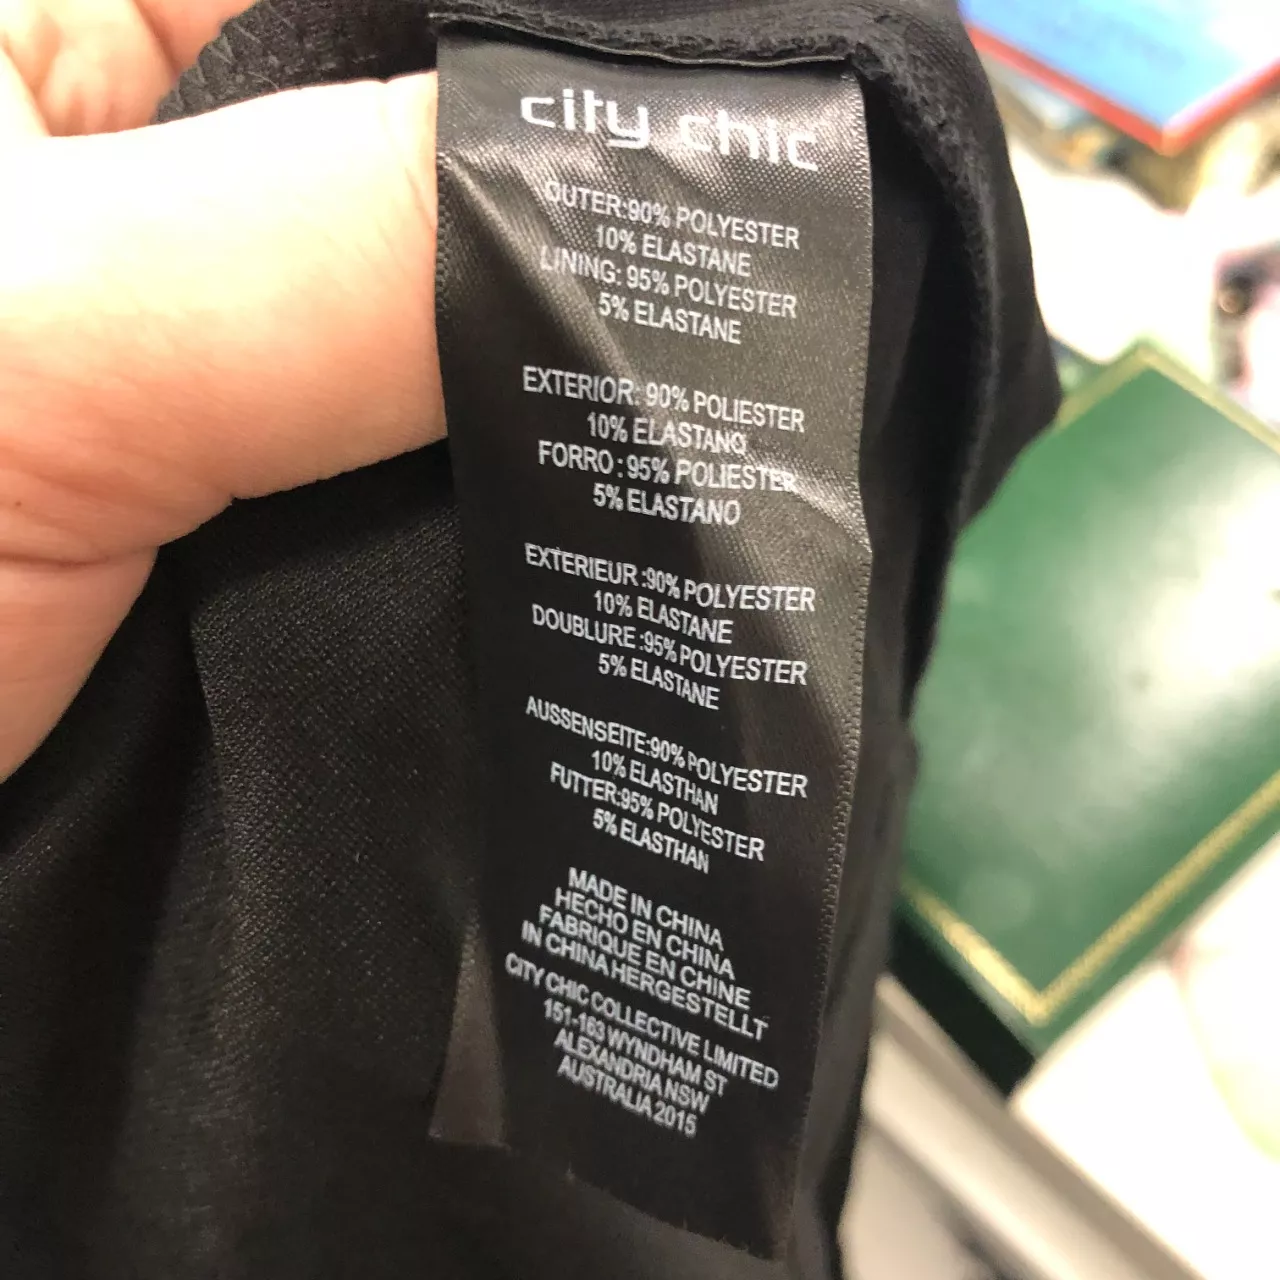 city chic
OUTER:90% POLYESTER
10% ELASTANE
LINING: 95% POLYESTER
5% ELASTANE
EXTERIOR: 90% POLIESTER
10% ELASTANO
FORRO : 95% POLIESTER
5% ELASTANO
EXTERIEUR :90% POLYESTER
10% ELASTANE
DOUBLURE :95% POLYESTER
5% ELASTANE
AUSSENSEITE:90% POLYESTER
10% ELASTHAN
FUTTER:95% POLYESTER
5% ELASTHAN
MADE IN CHINA
HECHO EN CHINA
FABRIQUE EN CHINE
IN CHINA HERGESTELLT
CITY CHIC COLLECTIVE LIMITED
151-163 WYNDHAM ST
ALEXANDRIA NSW
AUSTRALIA 2015